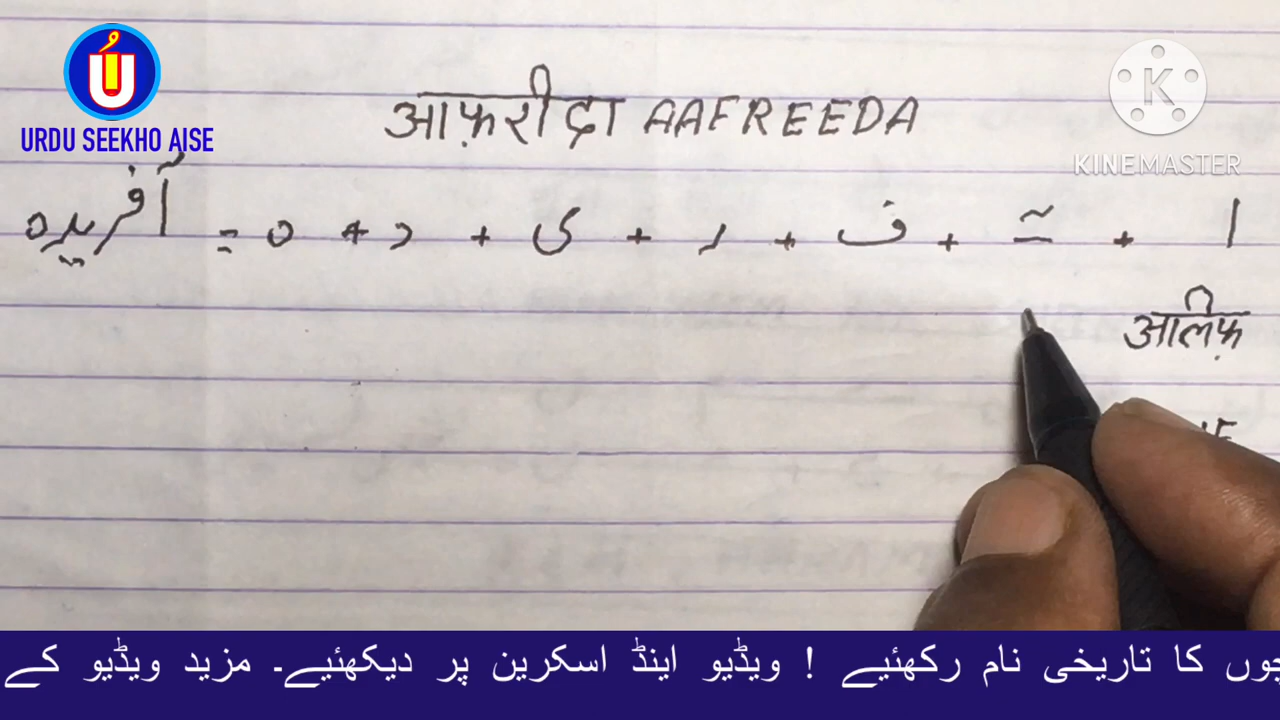 URDU SEEKHO AISE
KINEMASTER
आफ़रीदा AAFREEDA
ا + ـٓ + ف + ر + ی + د + ہ = آفریدہ
अलिफ़
کا تاریخی نام رکھئیے ! ویڈیو اینڈ اسکرین پر دیکھئیے۔ مزید ویڈیو کے